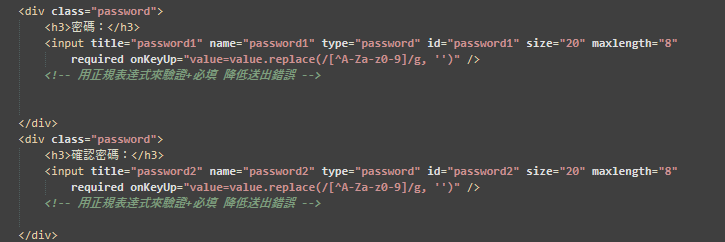 <div class="password">
<h3>密碼：</h3>
<input title="password1" name="password1" type="password" id="password1" size="20" maxlength="8"
required onKeyUp="value=value.replace(/[^A-Za-z0-9]/g, '')" />
<!-- 用正規表達式來驗證+必填 降低送出錯誤 -->
</div>
<div class="password">
<h3>確認密碼：</h3>
<input title="password2" name="password2" type="password" id="password2" size="20" maxlength="8"
required onKeyUp="value=value.replace(/[^A-Za-z0-9]/g, '')" />
<!-- 用正規表達式來驗證+必填 降低送出錯誤 -->
</div>